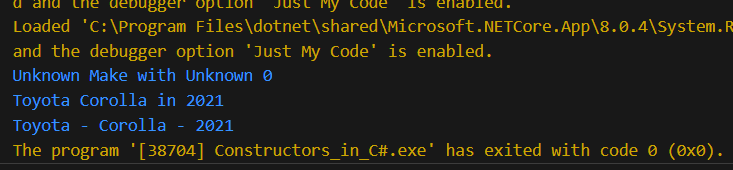 d and the debugger option 'Just My Code' is enabled.
Loaded 'C:\Program Files\dotnet\shared\Microsoft.NETCore.App\8.0.4\System.R
and the debugger option 'Just My Code' is enabled.
Unknown Make with Unknown 0
Toyota Corolla in 2021
Toyota - Corolla - 2021
The program '[38704] Constructors_in_C#.exe' has exited with code 0 (0x0).